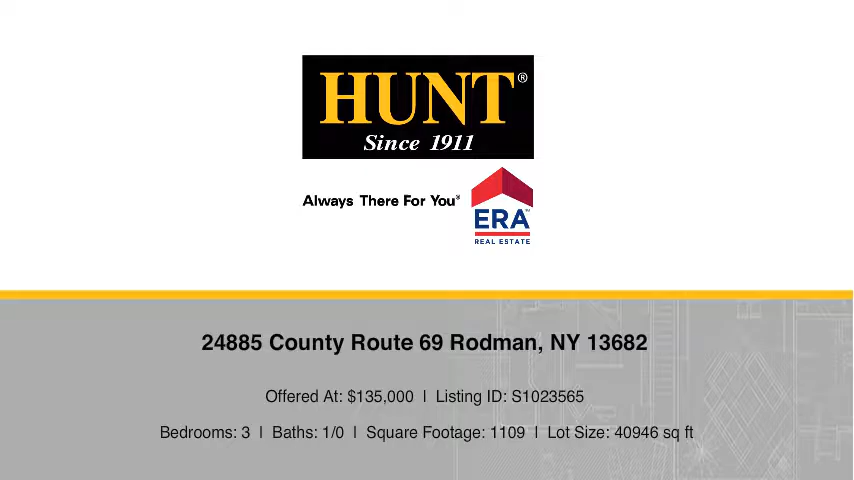 HUNT®
Since 1911
Always There For You®
ERA™
REAL ESTATE
24885 County Route 69 Rodman, NY 13682
Offered At: $135,000 | Listing ID: S1023565
Bedrooms: 3 | Baths: 1/0 | Square Footage: 1109 | Lot Size: 40946 sq ft